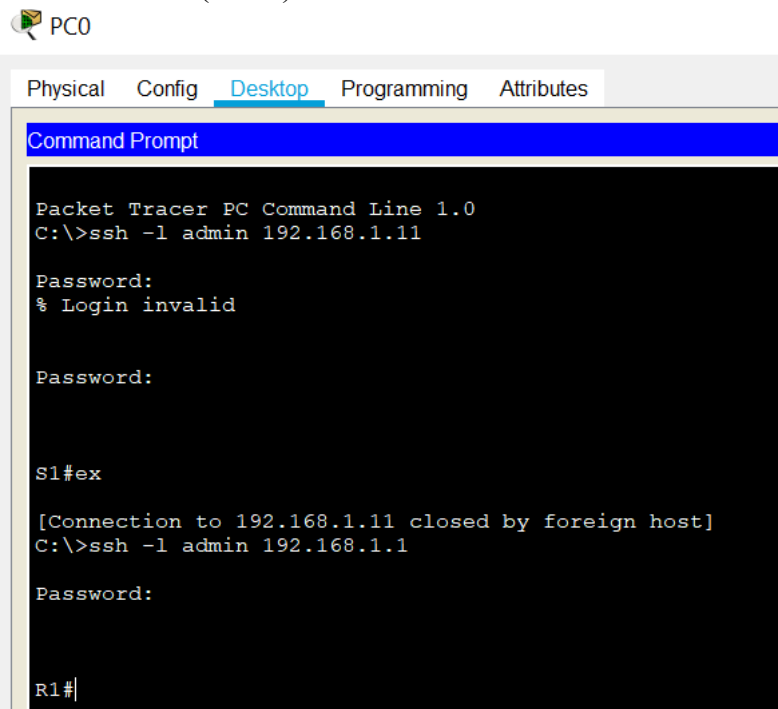 PC0
Physical Config Desktop Programming Attributes
Command Prompt
Packet Tracer PC Command Line 1.0
C:\>ssh -l admin 192.168.1.11
Password:
% Login invalid
Password:
S1#ex
[Connection to 192.168.1.11 closed by foreign host]
C:\>ssh -l admin 192.168.1.1
Password:
R1#